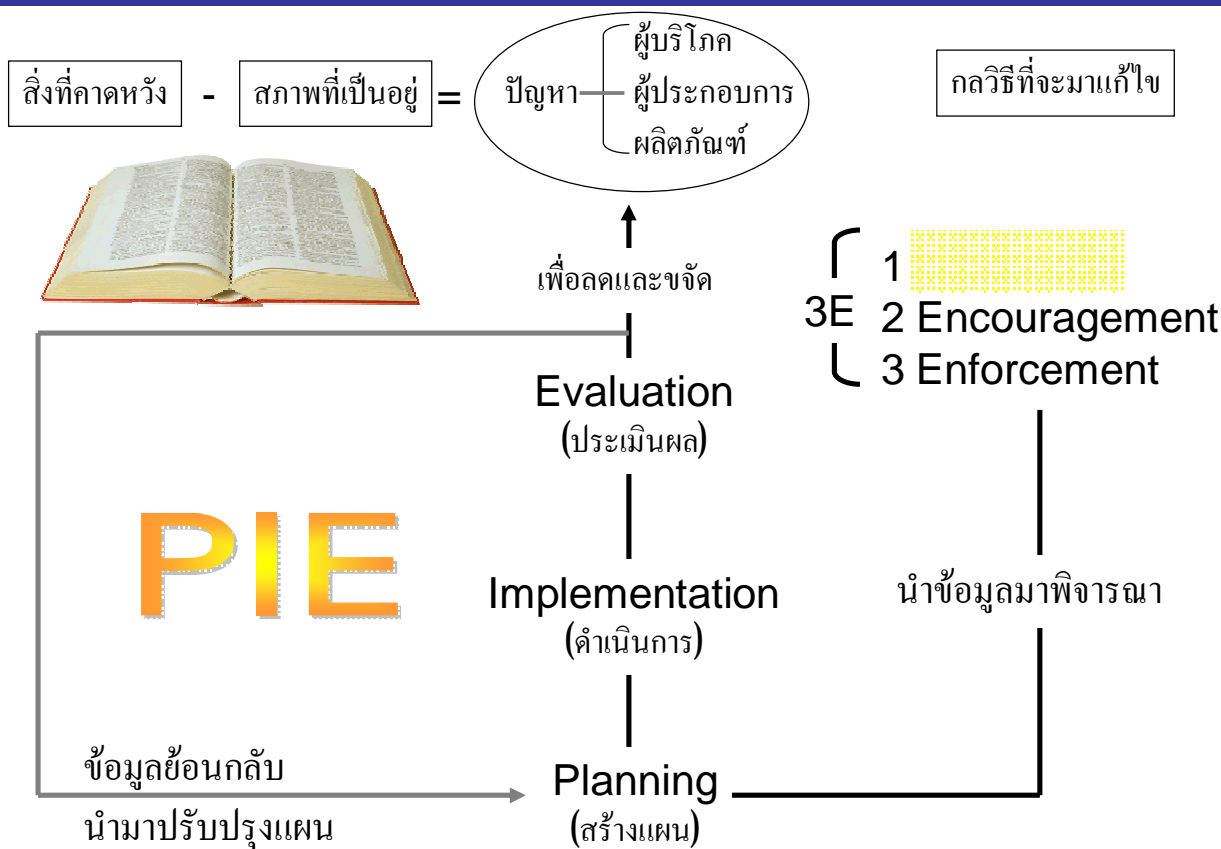 สิ่งที่คาดหวัง - สภาพที่เป็นอยู่ = ปัญหา
ผู้บริโภค
ผู้ประกอบการ
ผลิตภัณฑ์
กลวิธีที่จะมาแก้ไข
เพื่อลดและขจัด
3E
1
2 Encouragement
3 Enforcement
Evaluation
(ประเมินผล)
PIE
Implementation
(ดำเนินการ)
นำข้อมูลมาพิจารณา
ข้อมูลย้อนกลับ
นำมาปรับปรุงแผน
Planning
(สร้างแผน)